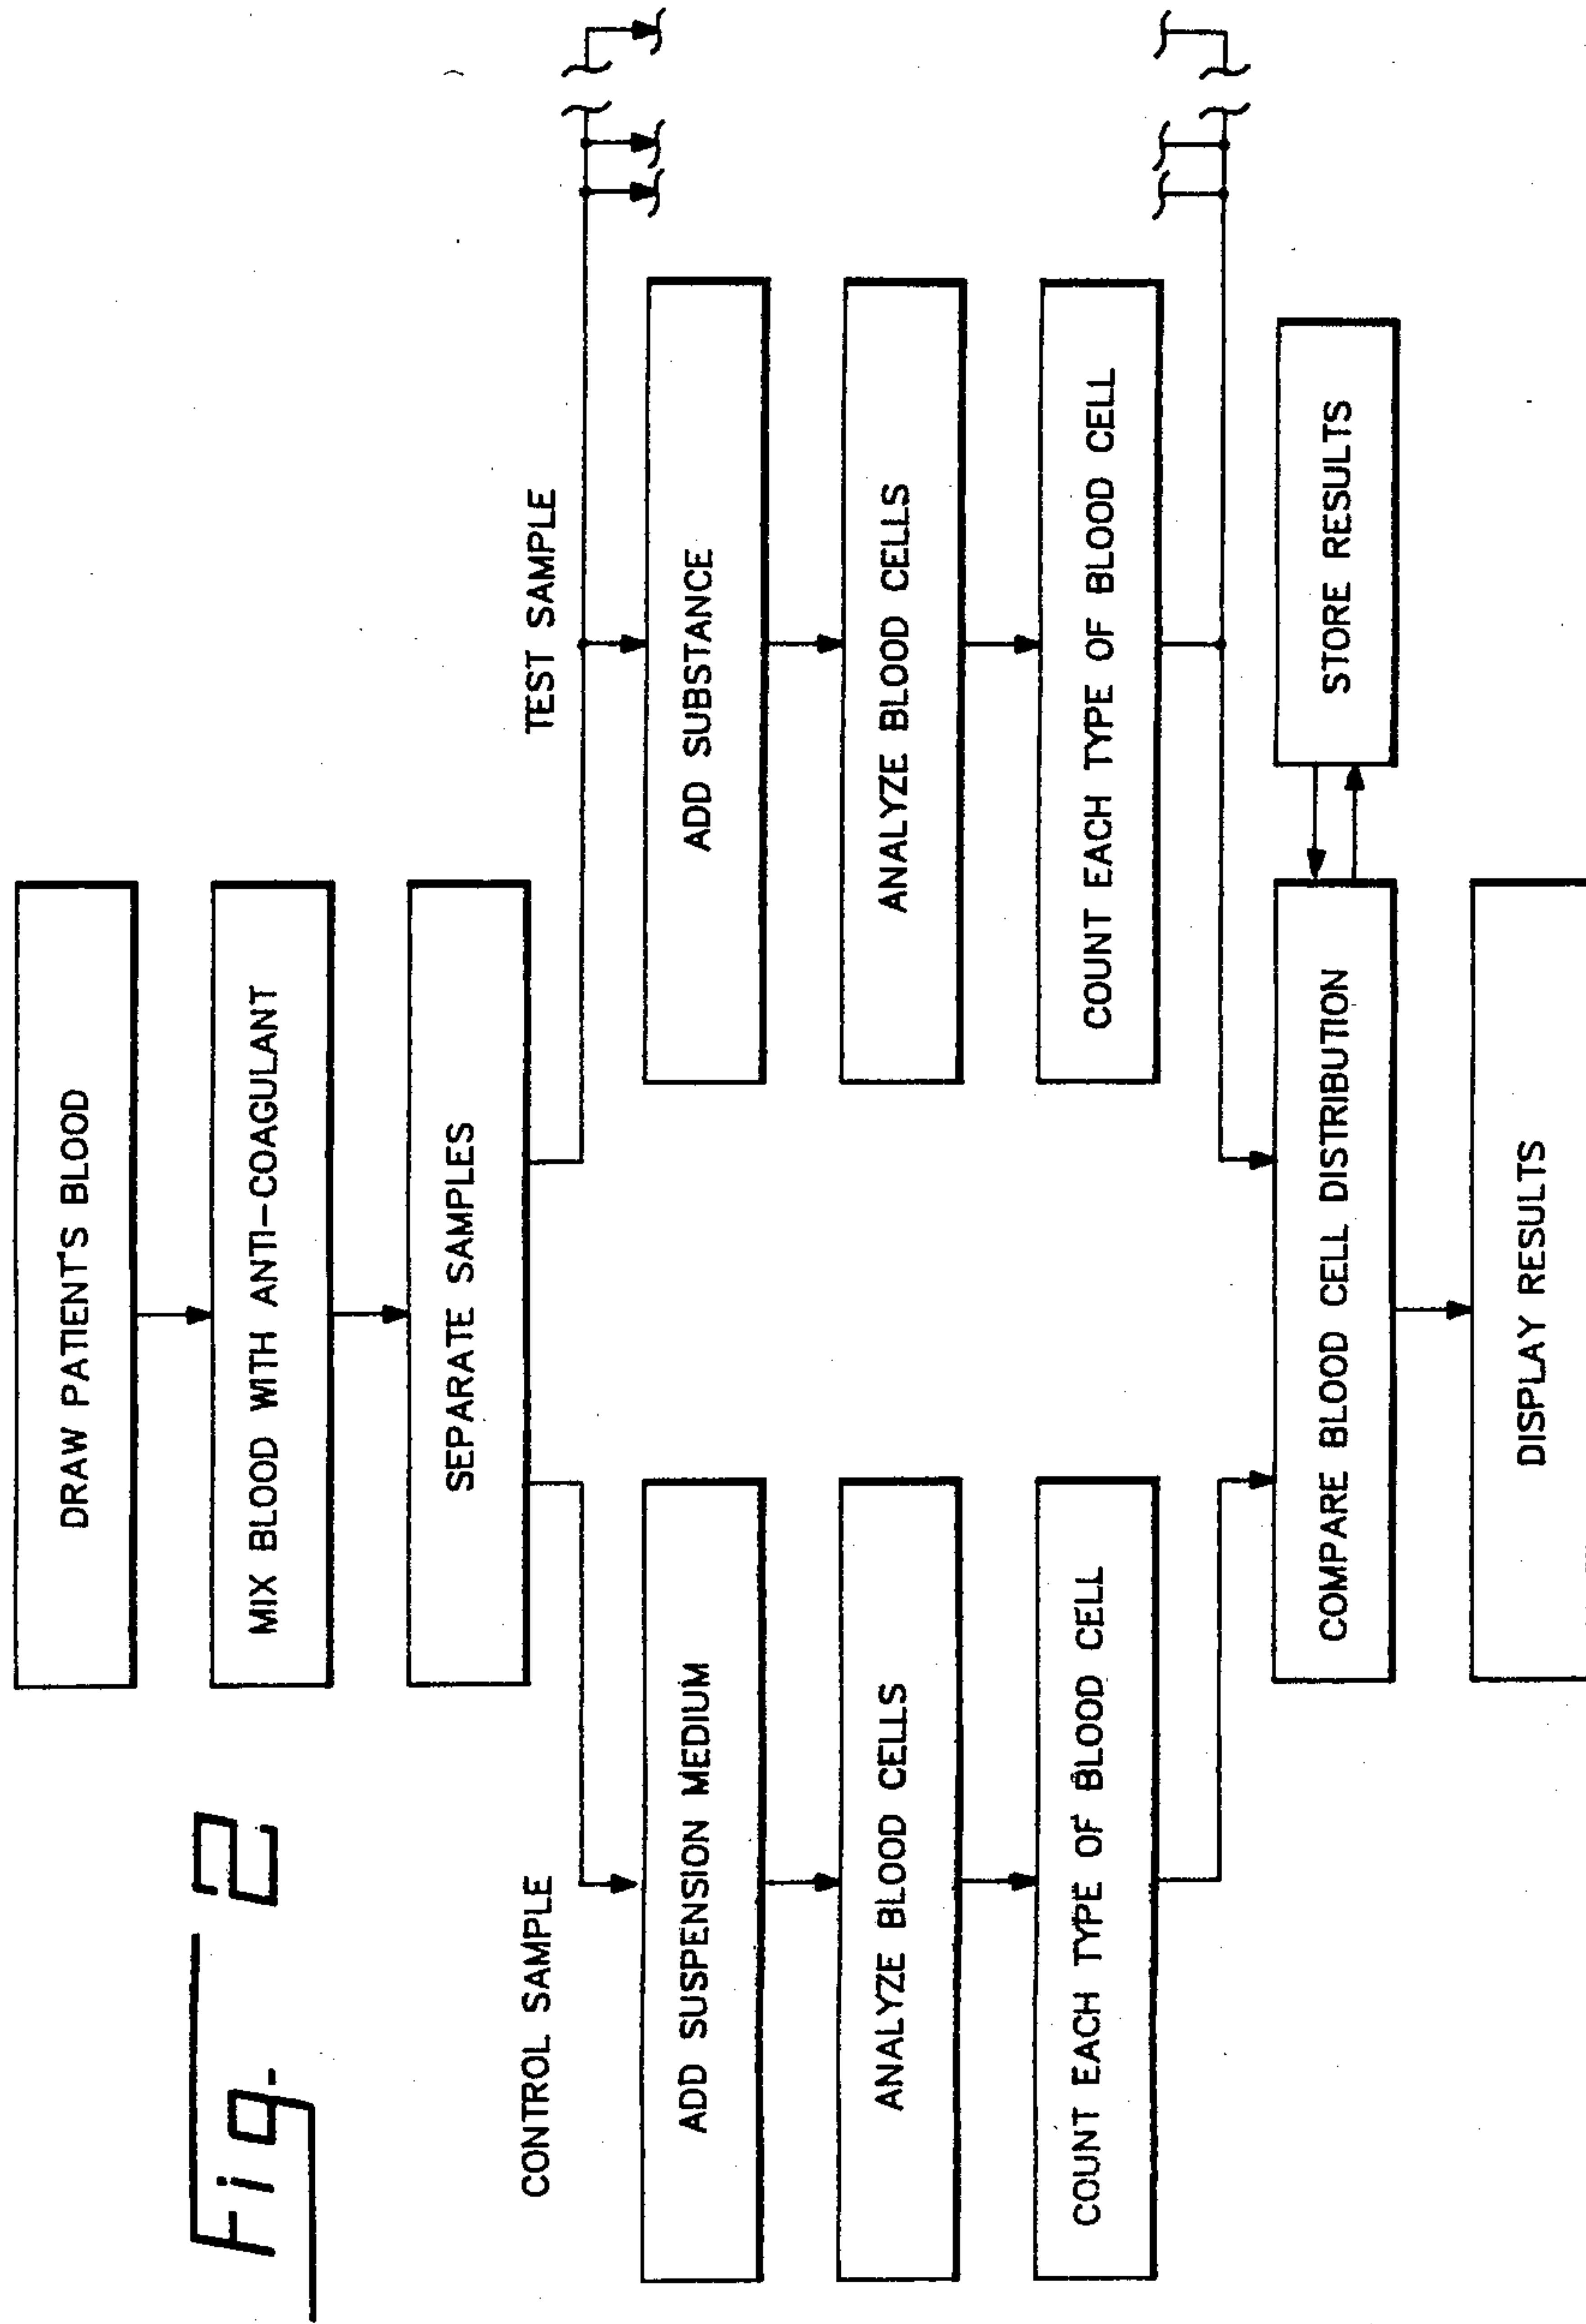 Fig. 2
DRAW PATIENT'S BLOOD
MIX BLOOD WITH ANTI-COAGULANT
SEPARATE SAMPLES
CONTROL SAMPLE
TEST SAMPLE
ADD SUSPENSION MEDIUM
ADD SUBSTANCE
ANALYZE BLOOD CELLS
ANALYZE BLOOD CELLS
COUNT EACH TYPE OF BLOOD CELL
COUNT EACH TYPE OF BLOOD CELL
COMPARE BLOOD CELL DISTRIBUTION
STORE RESULTS
DISPLAY RESULTS